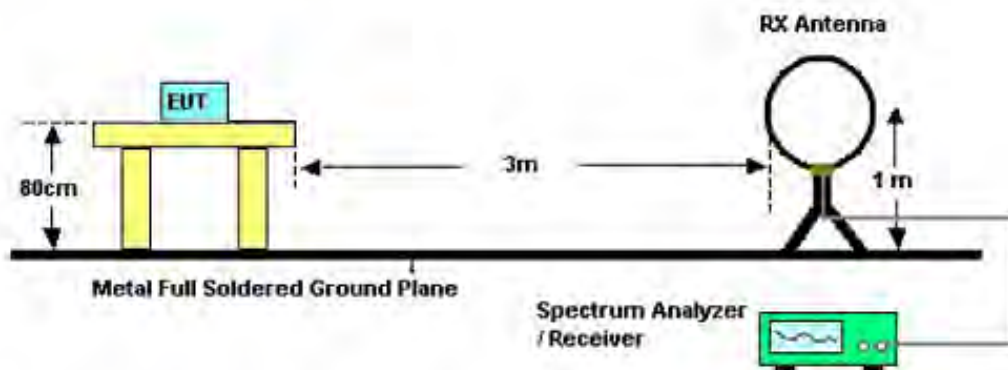 RX Antenna
EUT
80cm
3m
1 m
Metal Full Soldered Ground Plane
Spectrum Analyzer
/ Receiver